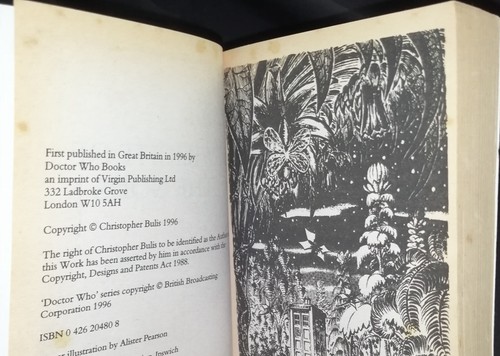 First published in Great Britain in 1996 by
Doctor Who Books
an imprint of Virgin Publishing Ltd
332 Ladbroke Grove
London W10 5AH
Copyright © Christopher Bulis 1996
The right of Christopher Bulis to be identified as the
this Work has been asserted by him in accordance with the
Copyright, Designs and Patents Act 1988.
'Doctor Who' series copyright © British Broadcasting
Corporation 1996
ISBN 0 426 20480 8
illustration by Alister Pearson
Ipswich